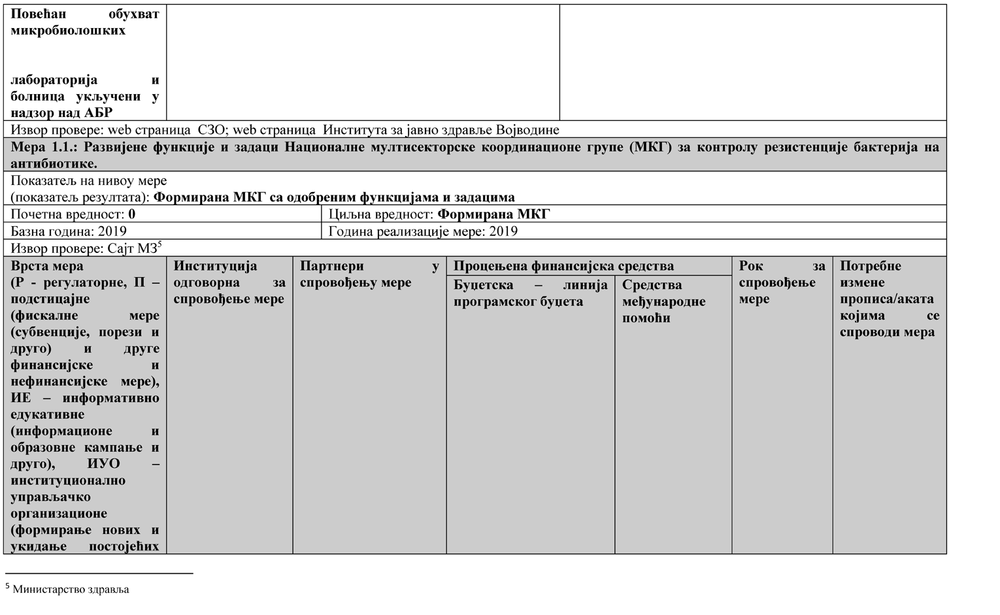 Повећан обухват
микробиолошких
лабораторија и
болница укључени у
надзор над АБР
Извор провере: web страница СЗО; web страница Института за јавно здравље Војводине
Мера 1.1.: Развијене функције и задаци Националне мултисекторске координационе групе (МКГ) за контролу резистенције бактерија на
антибиотике.
Показатељ на нивоу мере
(показатељ резултата): Формирана МКГ са одобреним функцијама и задацима
Почетна вредност: 0
Циљна вредност: Формирана МКГ
Базна година: 2019
Година реализације мере: 2019
Извор провере: Сајт МЗ5
Врста мера
(Р - регулаторне, П –
подстицајне
(фискалне мере
(субвенције, порези и
друго) и друге
финансијске и
нефинансијске мере),
ИЕ – информативно
едукативне
(информационе и
образовне кампање и
друго), ИУО –
институционално
управљачко
организационе
(формирање нових и
укидање постојећих
Институција
одговорна за
спровођење мере
Партнери у
спровођењу мере
Процењена финансијска средства
Буџетска – линија
програмског буџета
Средства
међународне
помоћи
Рок за
спровођење
мере
Потребне
измене
прописа/аката
којима се
спроводи мера
5 Министарство здравља